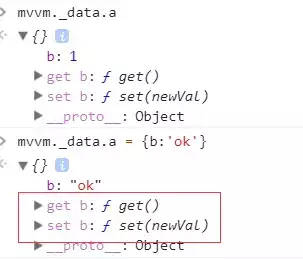 > mvvm._data.a
< ▼{} i
b: 1
▶ get b: ƒ get()
▶ set b: ƒ set(newVal)
▶ __proto__: Object
> mvvm._data.a = {b:'ok'}
< ▼{} i
b: "ok"
▶ get b: ƒ get()
▶ set b: ƒ set(newVal)
▶ __proto__: Object